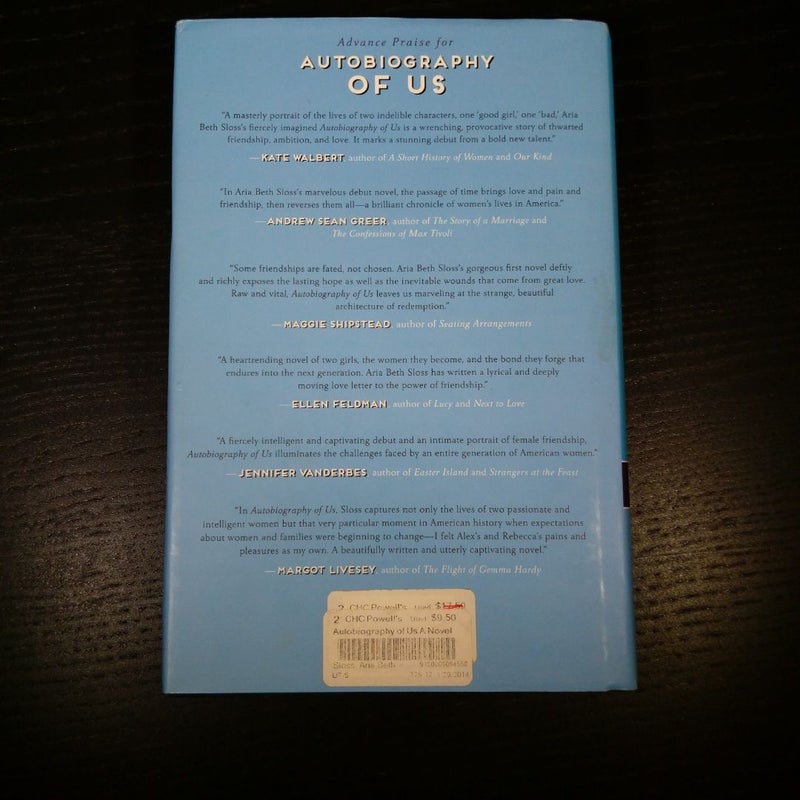 Advance Praise for
AUTOBIOGRAPHY
OF US
"A masterly portrait of the lives of two indelible characters, one 'good girl,' one 'bad,' Aria
Beth Sloss's fiercely imagined Autobiography of Us is a wrenching, provocative story of thwarted
friendship, ambition, and love. It marks a stunning debut from a bold new talent."
—KATE WALBERT, author of A Short History of Women and Our Kind
"In Aria Beth Sloss's marvelous debut novel, the passage of time brings love and pain and
friendship, then reverses them all—a brilliant chronicle of women's lives in America."
—ANDREW SEAN GREER, author of The Story of a Marriage and
The Confessions of Max Tivoli
"Some friendships are fated, not chosen. Aria Beth Sloss's gorgeous first novel deftly
and richly exposes the lasting hope as well as the inevitable wounds that come from great love.
Raw and vital, Autobiography of Us leaves us marveling at the strange, beautiful
architecture of redemption."
—MAGGIE SHIPSTEAD, author of Seating Arrangements
"A heartrending novel of two girls, the women they become, and the bond they forge that
endures into the next generation. Aria Beth Sloss has written a lyrical and deeply
moving love letter to the power of friendship."
—ELLEN FELDMAN, author of Lucy and Next to Love
"A fiercely intelligent and captivating debut and an intimate portrait of female friendship,
Autobiography of Us illuminates the challenges faced by an entire generation of American women."
—JENNIFER VANDERBES, author of Easter Island and Strangers at the Feast
"In Autobiography of Us, Sloss captures not only the lives of two passionate and
intelligent women but that very particular moment in American history when expectations
about women and families were beginning to change—I felt Alex's and Rebecca's pains and
pleasures as my own. A beautifully written and utterly captivating novel."
—MARGOT LIVESEY, author of The Flight of Gemma Hardy
2 CHC Powell's Used $17.50
2 CHC Powell's Used $9.50
Autobiography of Us A Novel
Sloss, Aria Beth